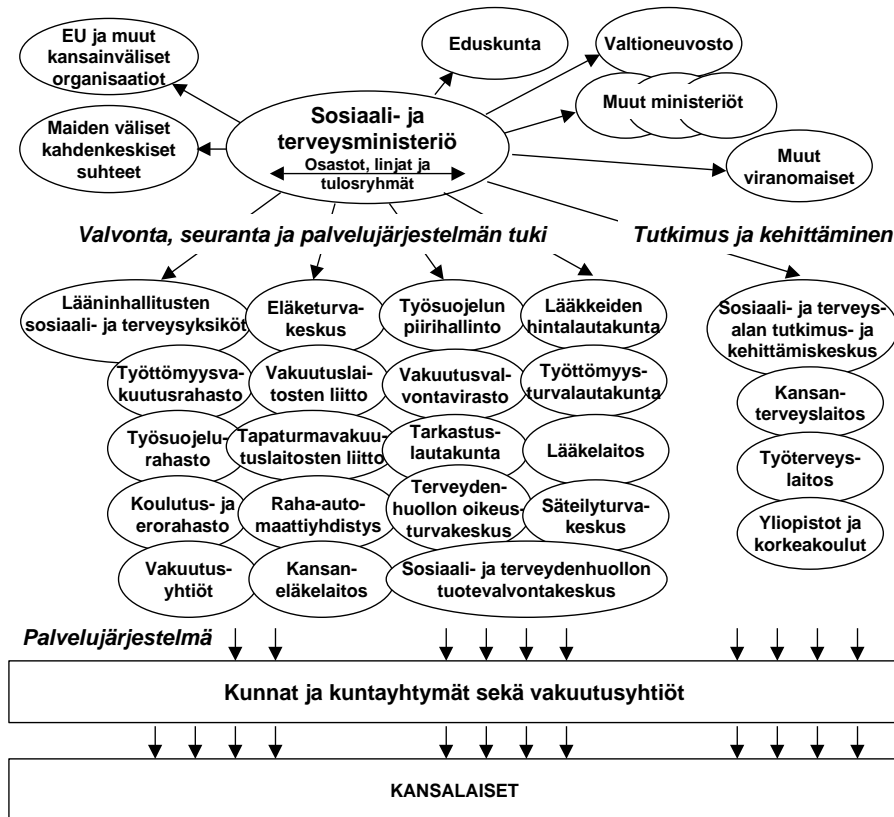 EU ja muut
kansainväliset
organisaatiot
Eduskunta
Valtioneuvosto
Muut ministeriöt
Sosiaali- ja
terveysministeriö
Osastot, linjat ja
tulosryhmät
Maiden väliset
kahdenkeskiset
suhteet
Muut
viranomaiset
Valvonta, seuranta ja palvelujärjestelmän tuki
Tutkimus ja kehittäminen
Lääninhallitusten
sosiaali- ja terveysyksiköt
Työttömyysva-
kuutusrahasto
Työsuojelu-
rahasto
Koulutus- ja
erorahasto
Vakuutus-
yhtiöt
Eläketurva-
keskus
Vakuutuslai-
tosten liitto
Tapaturmavakuu-
tuslaitosten liitto
Raha-auto-
maattiyhdistys
Kansan-
eläkelaitos
Työsuojelun
piirihallinto
Vakuutusval-
vontavirasto
Tarkastus-
lautakunta
Terveyden-
huollon oikeus-
turvakeskus
Sosiaali- ja terveydenhuollon
tuotevalvontakeskus
Lääkkeiden
hintalautakunta
Työttömyys-
turvalautakunta
Lääkelaitos
Säteilyturva-
keskus
Sosiaali- ja terveys-
alan tutkimus- ja
kehittämiskeskus
Kansan-
terveyslaitos
Työterveys-
laitos
Yliopistot ja
korkeakoulut
Palvelujärjestelmä
Kunnat ja kuntayhtymät sekä vakuutusyhtiöt
KANSALAISET